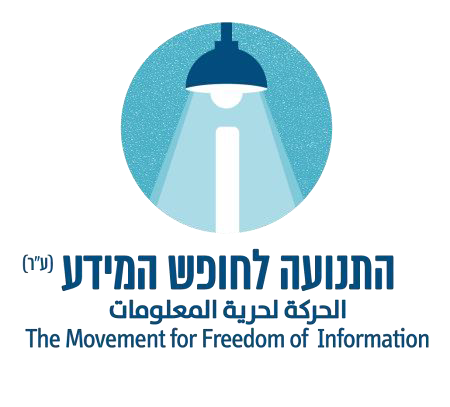 התנועה לחופש המידע (ע"ר)
الحركة لحرية المعلومات
The Movement for Freedom of Information